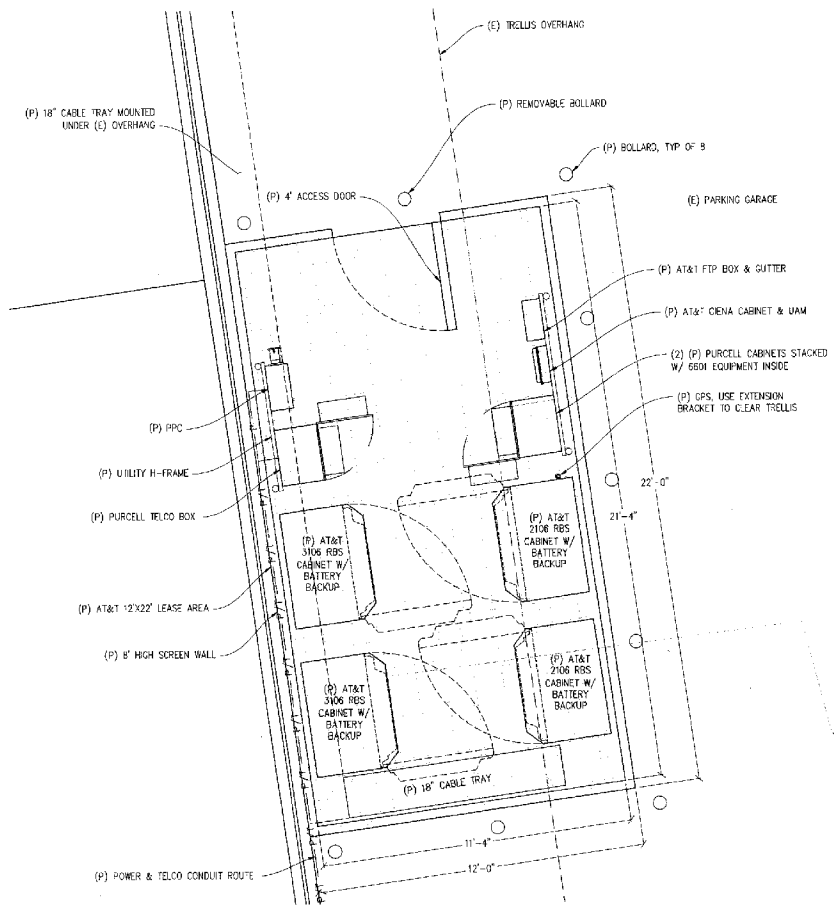 (E) TRELLIS OVERHANG
(P) 18" CABLE TRAY MOUNTED
UNDER (E) OVERHANG
(P) REMOVABLE BOLLARD
(P) BOLLARD, TYP OF 8
(P) 4' ACCESS DOOR
(E) PARKING GARAGE
(P) AT&T FTP BOX & GUTTER
(P) AT&T CIENA CABINET & UAM
(2) (P) PURCELL CABINETS STACKED
W/ 6601 EQUIPMENT INSIDE
(P) GPS, USE EXTENSION
BRACKET TO CLEAR TRELLIS
(P) PPC
(P) UTILITY H-FRAME
(P) PURCELL TELCO BOX
22'-0"
21'-4"
(P) AT&T
3106 RBS
CABINET W/
BATTERY
BACKUP
(P) AT&T
2106 RBS
CABINET W/
BATTERY
BACKUP
(P) AT&T 12'X22' LEASE AREA
(P) 8' HIGH SCREEN WALL
(P) AT&T
3106 RBS
CABINET W/
BATTERY
BACKUP
(P) AT&T
2106 RBS
CABINET W/
BATTERY
BACKUP
(P) 18" CABLE TRAY
11'-4"
12'-0"
(P) POWER & TELCO CONDUIT ROUTE